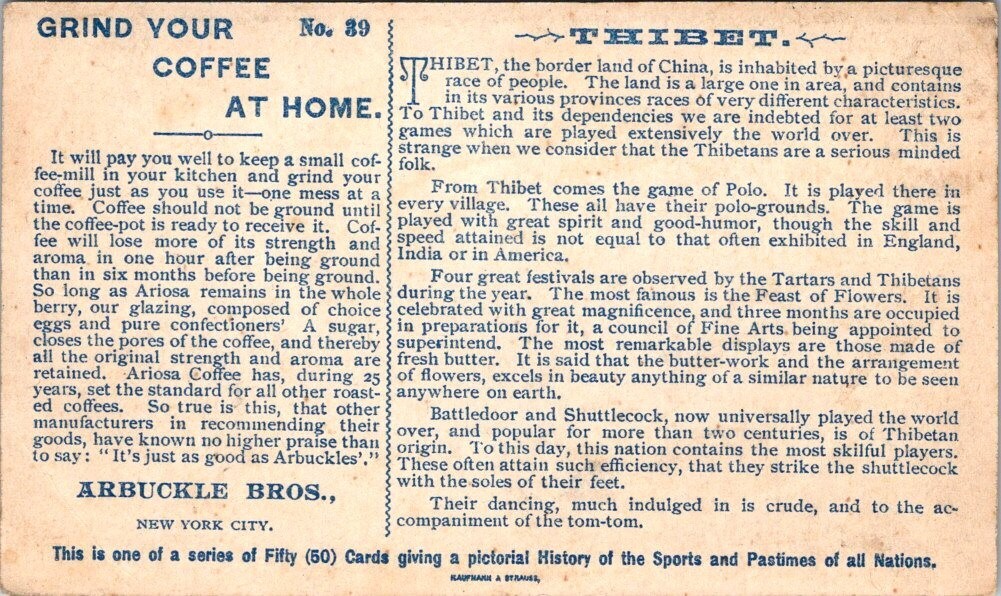 GRIND YOUR
No. 39
COFFEE
AT HOME.
It will pay you well to keep a small cof-
fee-mill in your kitchen and grind your
coffee just as you use it—one mess at a
time. Coffee should not be ground until
the coffee-pot is ready to receive it. Cof-
fee will lose more of its strength and
aroma in one hour after being ground
than in six months before being ground.
So long as Ariosa remains in the whole
berry, our glazing, composed of choice
eggs and pure confectioners' A sugar,
closes the pores of the coffee, and thereby
all the original strength and aroma are
retained. Ariosa Coffee has, during 25
years, set the standard for all other roast-
ed coffees. So true is this, that other
manufacturers in recommending their
goods, have known no higher praise than
to say: "It's just as good as Arbuckles'."
ARBUCKLE BROS.,
NEW YORK CITY.
THIBET.
THIBET, the border land of China, is inhabited by a picturesque
race of people. The land is a large one in area, and contains
in its various provinces races of very different characteristics.
To Thibet and its dependencies we are indebted for at least two
games which are played extensively the world over. This is
strange when we consider that the Thibetans are a serious minded
folk.
From Thibet comes the game of Polo. It is played there in
every village. These all have their polo-grounds. The game is
played with great spirit and good-humor, though the skill and
speed attained is not equal to that often exhibited in England,
India or in America.
Four great festivals are observed by the Tartars and Thibetans
during the year. The most famous is the Feast of Flowers. It is
celebrated with great magnificence, and three months are occupied
in preparations for it, a council of Fine Arts being appointed to
superintend. The most remarkable displays are those made of
fresh butter. It is said that the butter-work and the arrangement
of flowers, excels in beauty anything of a similar nature to be seen
anywhere on earth.
Battledoor and Shuttlecock, now universally played the world
over, and popular for more than two centuries, is of Thibetan
origin. To this day, this nation contains the most skilful players.
These often attain such efficiency, that they strike the shuttlecock
with the soles of their feet.
Their dancing, much indulged in is crude, and to the ac-
companiment of the tom-tom.
This is one of a series of Fifty (50) Cards giving a pictorial History of the Sports and Pastimes of all Nations.
KAUFMANN & STRAUSS,